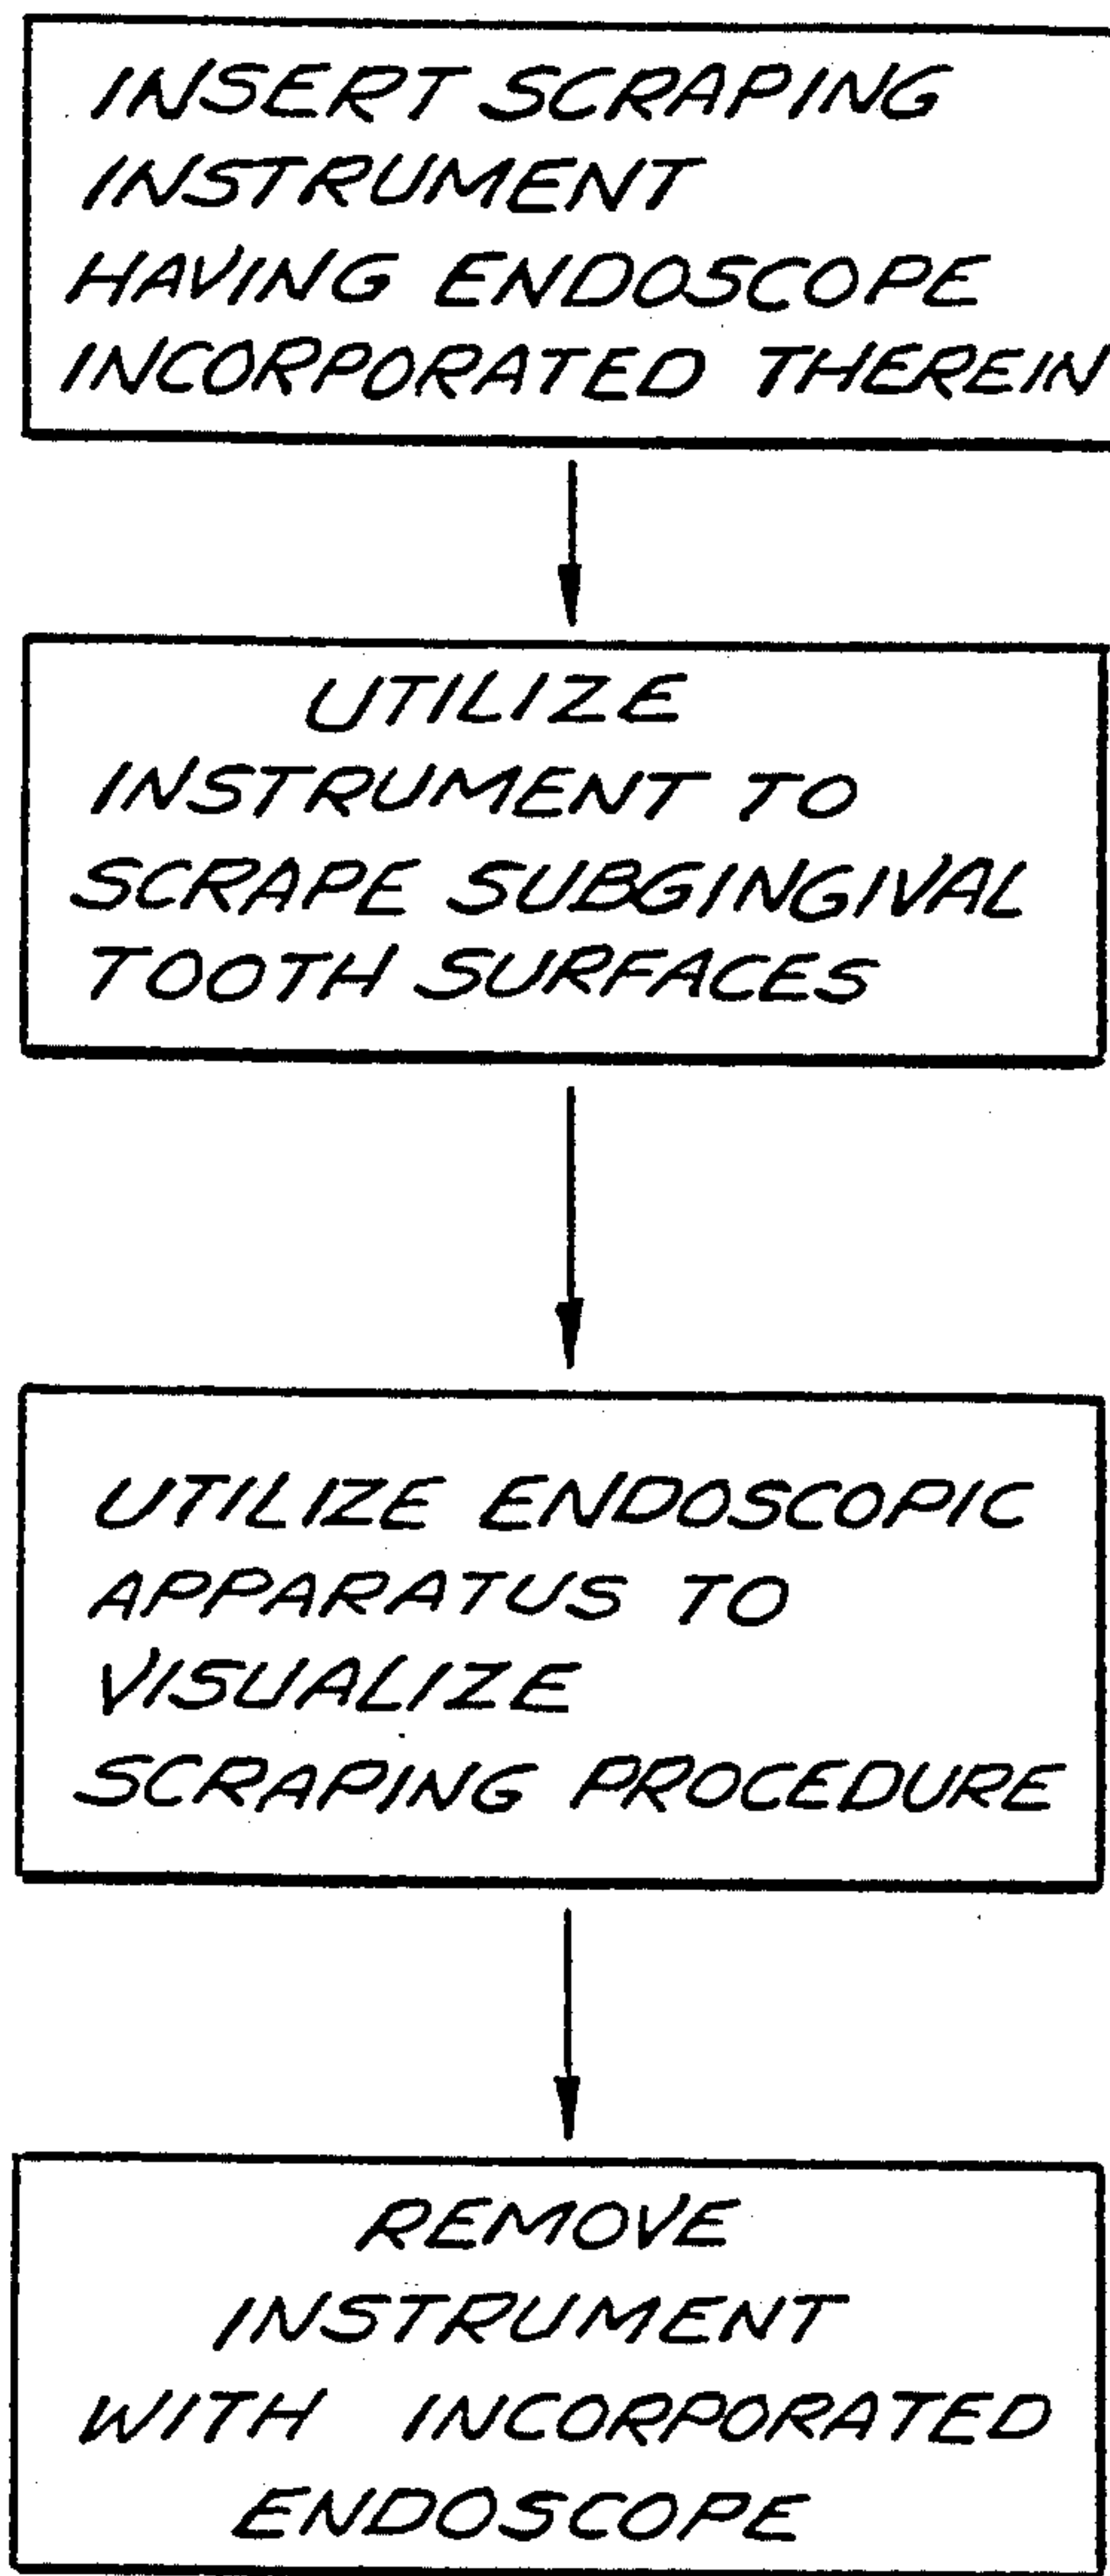 INSERT SCRAPING
INSTRUMENT
HAVING ENDOSCOPE
INCORPORATED THEREIN
UTILIZE
INSTRUMENT TO
SCRAPE SUBGINGIVAL
TOOTH SURFACES
UTILIZE ENDOSCOPIC
APPARATUS TO
VISUALIZE
SCRAPING PROCEDURE
REMOVE
INSTRUMENT
WITH INCORPORATED
ENDOSCOPE